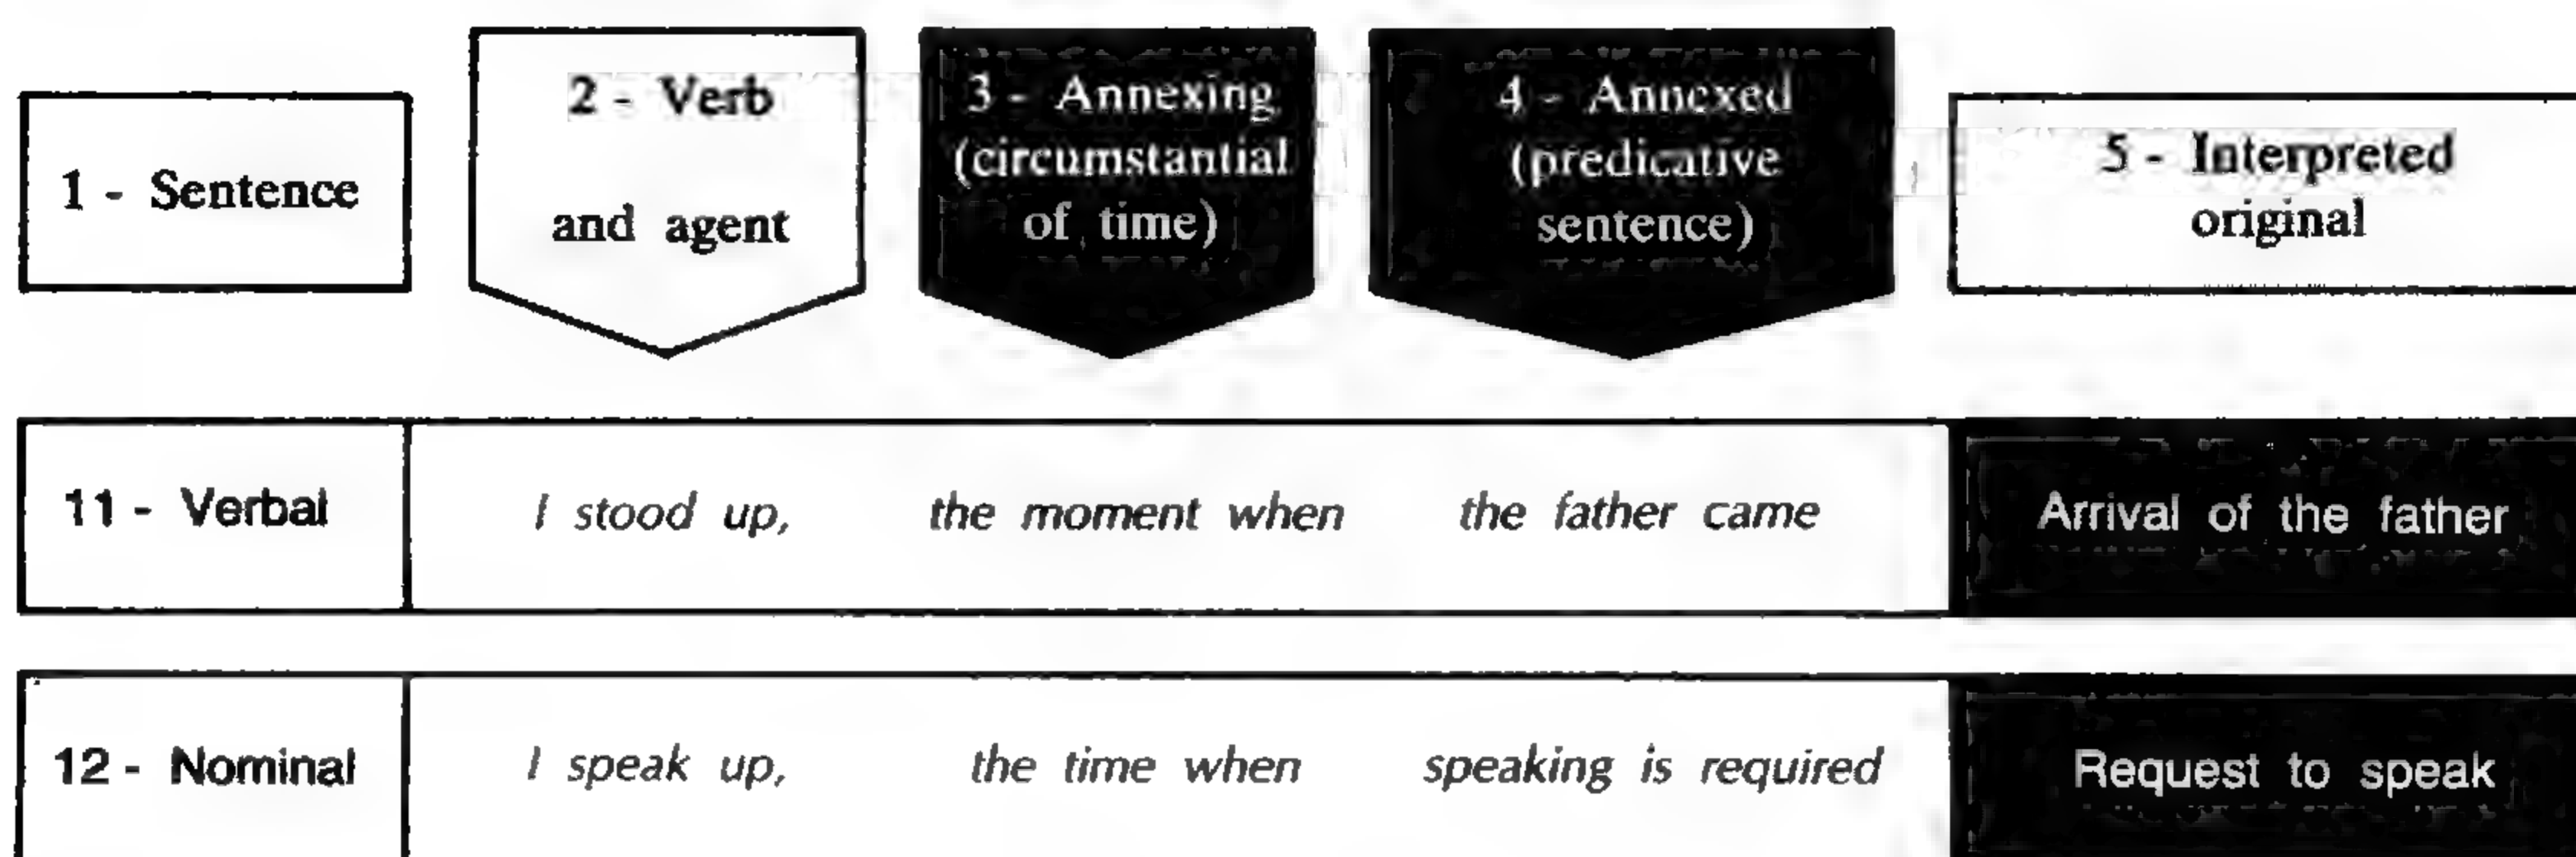 1 - Sentence
2 - Verb
and agent
3 - Annexing
(circumstantial
of time)
4 - Annexed
(predicative
sentence)
5 - Interpreted
original
11 - Verbal
I stood up,
the moment when
the father came
Arrival of the father
12 - Nominal
I speak up,
the time when
speaking is required
Request to speak